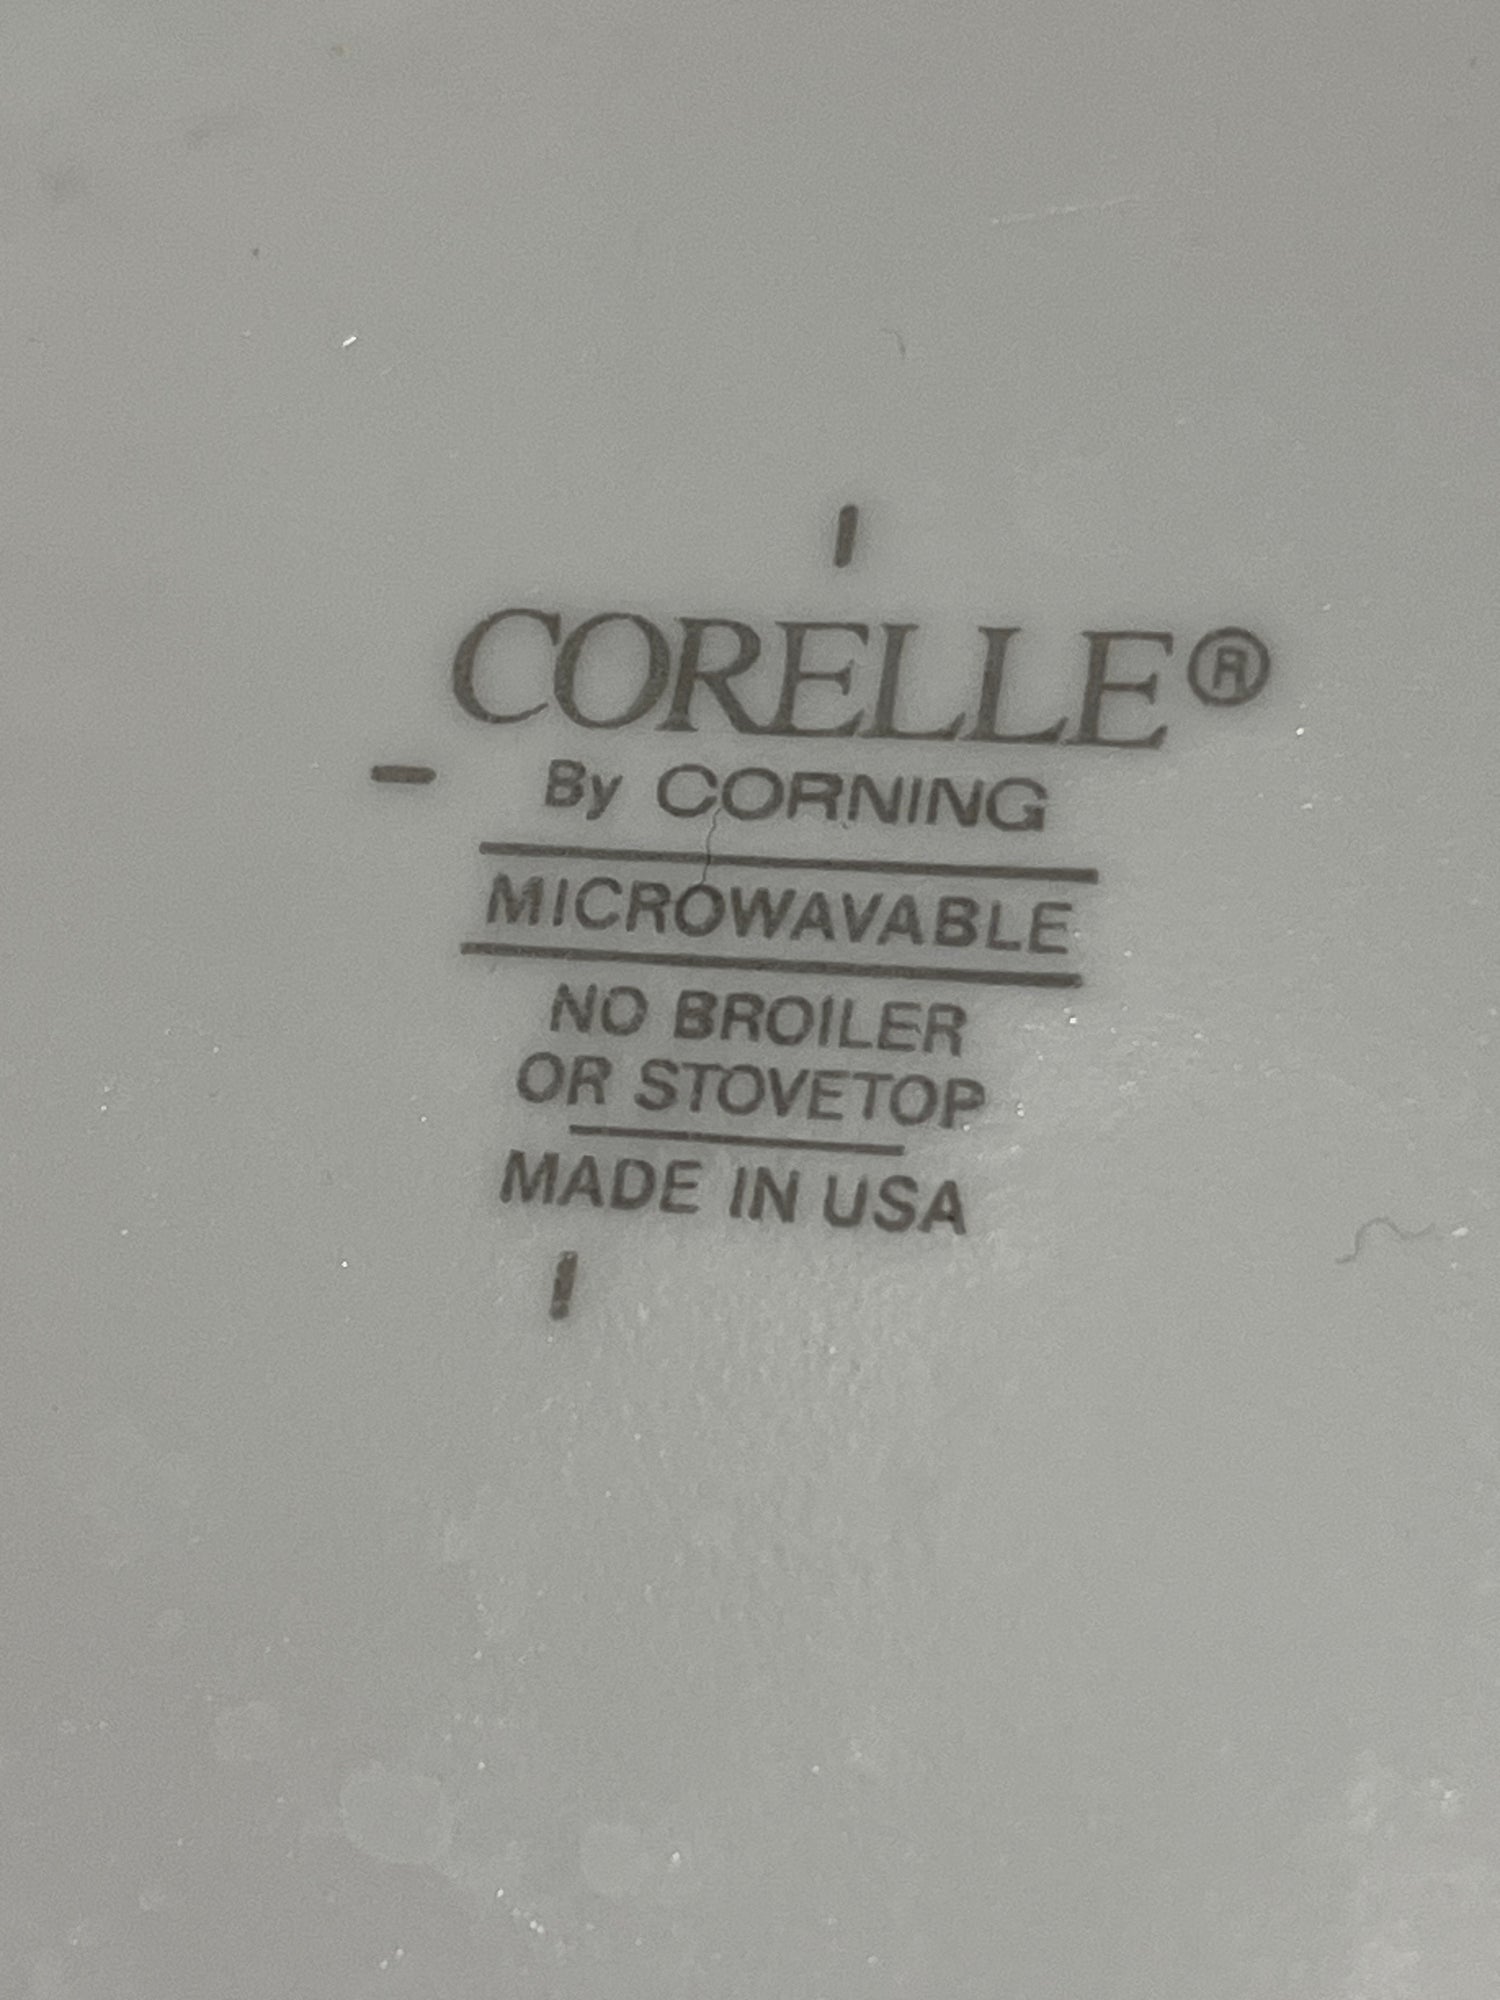 CORELLE®
By CORNING
MICROWAVABLE
NO BROILER
OR STOVETOP
MADE IN USA